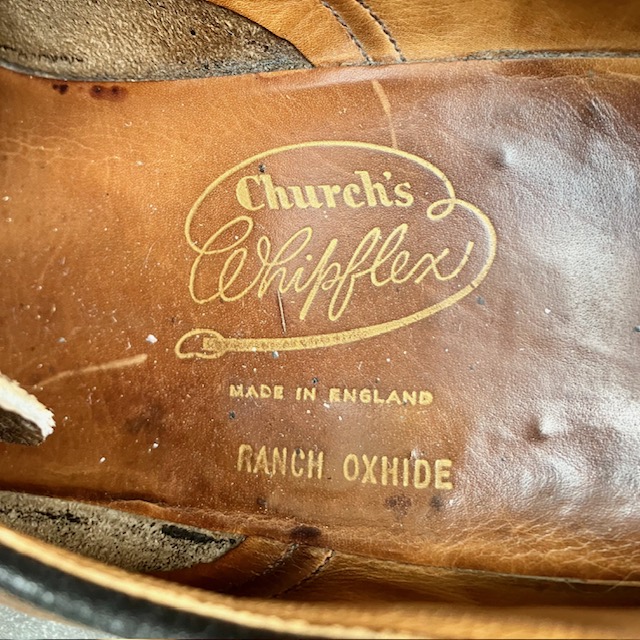 Church's
Whipflex
MADE IN ENGLAND
RANCH OXHIDE